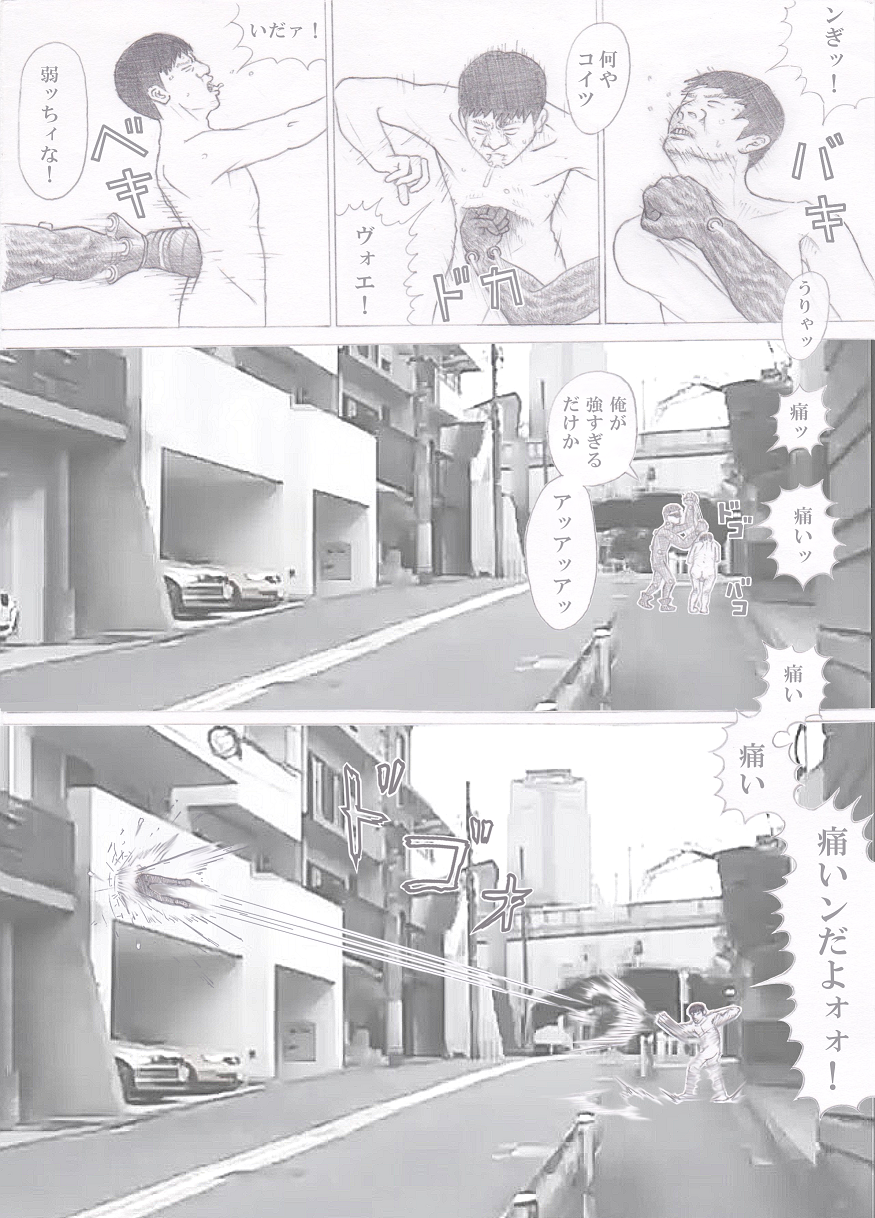 ンぎッ！
バキ
うりゃッ
何や
コイツ
ヴォエ！
ドカ
いだァ！
ベキ
弱ッちィな！
痛ッ
痛いッ
俺が
強すぎる
だけか
アッアッアッ
ドゴ
バコ
痛い
痛い
痛いンだよォォ！
ドゴォ